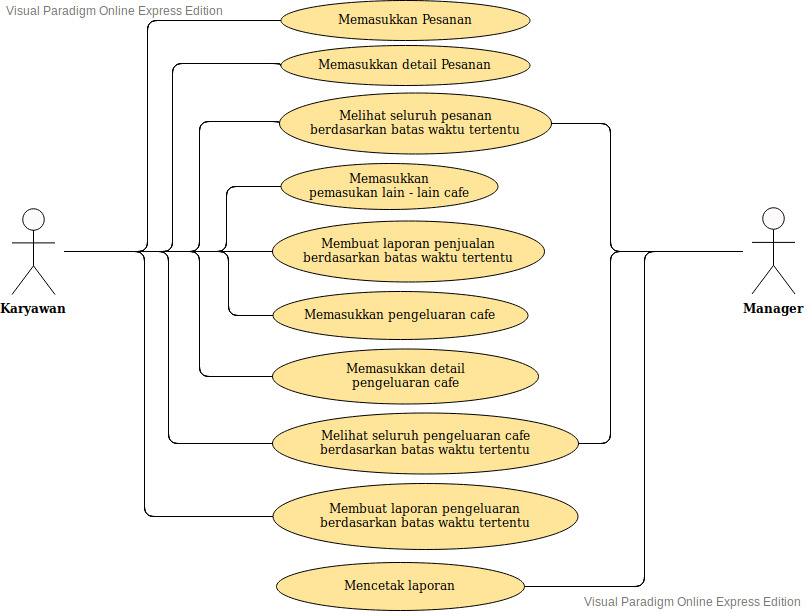 Visual Paradigm Online Express Edition
Memasukkan Pesanan
Memasukkan detail Pesanan
Melihat seluruh pesanan
berdasarkan batas waktu tertentu
Memasukkan
pemasukan lain - lain cafe
Membuat laporan penjualan
berdasarkan batas waktu tertentu
Karyawan
Manager
Memasukkan pengeluaran cafe
Memasukkan detail
pengeluaran cafe
Melihat seluruh pengeluaran cafe
berdasarkan batas waktu tertentu
Membuat laporan pengeluaran
berdasarkan batas waktu tertentu
Mencetak laporan
Visual Paradigm Online Express Edition